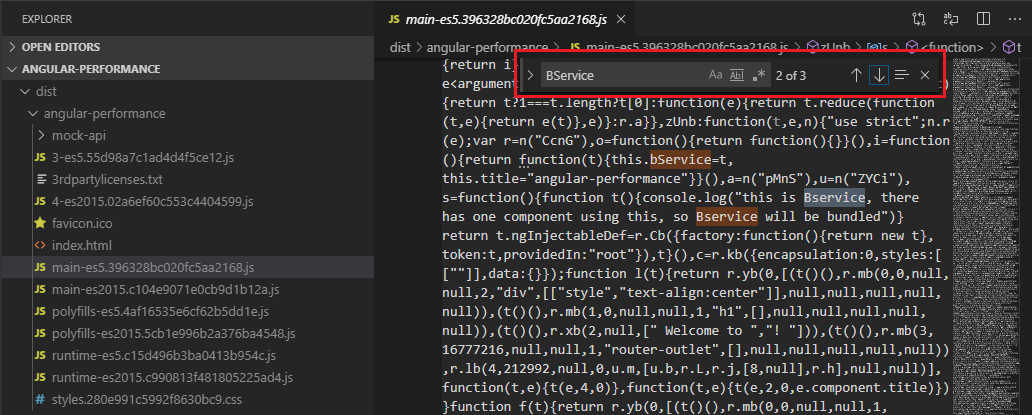 EXPLORER
OPEN EDITORS
ANGULAR-PERFORMANCE
dist
angular-performance
mock-api
JS 3-es5.55d98a7c1ad4d4f5ce12.js
3rdpartylicenses.txt
JS 4-es2015.02a6ef60c553c4404599.js
favicon.ico
<> index.html
JS main-es5.396328bc020fc5aa2168.js
JS main-es2015.c104e9071e0cb9d1b12a.js
JS polyfills-es5.4af16535e6cf62b5dd1e.js
JS polyfills-es2015.5cb1e996b2a376ba4548.js
JS runtime-es5.c15d496b3ba0413b954c.js
JS runtime-es2015.c990813f481805225ad4.js
# styles.280e991c5992f8630bc9.css
JS main-es5.396328bc020fc5aa2168.js
dist > angular-performance > JS main-es5.396328bc020fc5aa2168.js > zUnb > s > <function> > t
BService Aa Abl .* 2 of 3
{return i
e<argum
{return t?1===t.length?t[0]:function(e){return t.reduce(function
(t,e){return e(t)},e)}:r.a}},zUnb:function(t,e,n){"use strict";n.r
(e);var r=n("CcnG"),o=function(){return function(){}}(),i=function
(){return function(t){this.bService=t,
this.title="angular-performance"}}(),a=n("pMnS"),u=n("ZYCi"),
s=function(){function t(){console.log("this is Bservice, there
has one component using this, so Bservice will be bundled")}
return t.ngInjectableDef=r.Cb({factory:function(){return new t},
token:t,providedIn:"root"}),t}(),c=r.kb({encapsulation:0,styles:[
[""]],data:{}});function l(t){return r.yb(0,[(t()(),r.mb(0,0,null,
null,2,"div",[["style","text-align:center"]],null,null,null,null,
null)),(t()(),r.mb(1,0,null,null,1,"h1",[],null,null,null,null,
null)),(t()(),r.xb(2,null,[" Welcome to ","! "])),(t()(),r.mb(3,
16777216,null,null,1,"router-outlet",[],null,null,null,null,null))
,r.lb(4,212992,null,0,u.m,[u.b,r.L,r.j,[8,null],r.h],null,null)],
function(t,e){t(e,4,0)},function(t,e){t(e,2,0,e.component.title)})
}function f(t){return r.yb(0,[(t()(),r.mb(0,0,null,null,1,